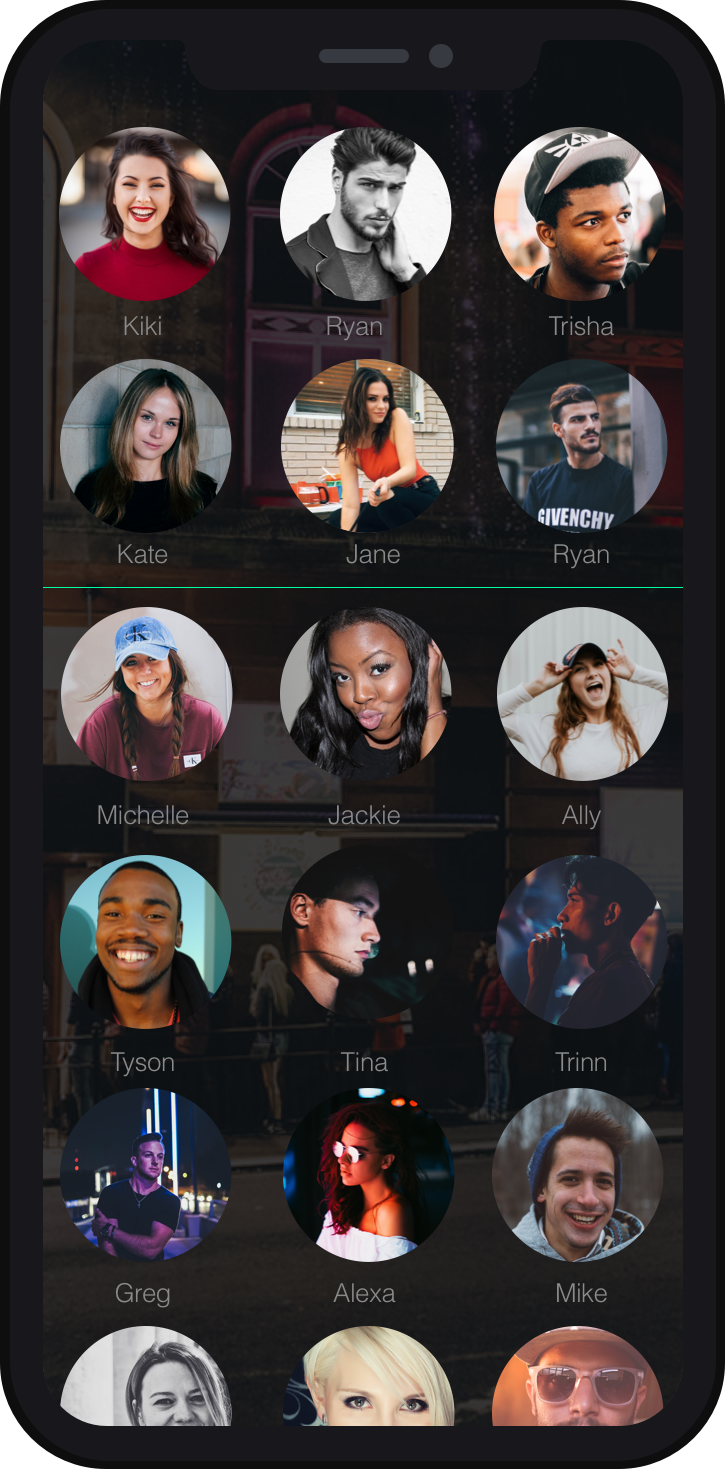 Kiki
Ryan
Trisha
Kate
Jane
Ryan
GIVENCHY
Michelle
Jackie
Ally
Tyson
Tina
Trinn
Greg
Alexa
Mike